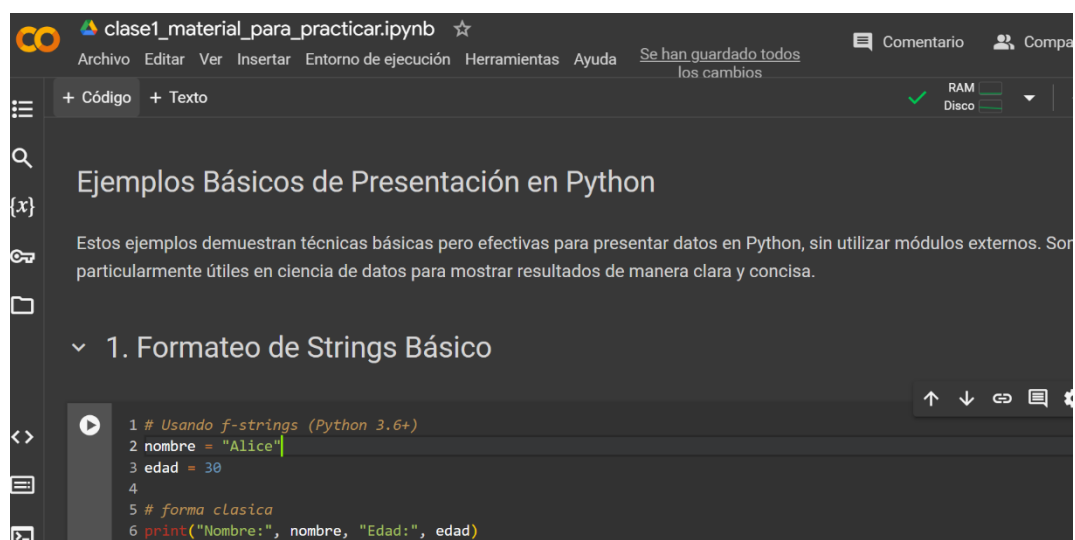 clase1_material_para_practicar.ipynb
Archivo Editar Ver Insertar Entorno de ejecución Herramientas Ayuda Se han guardado todos
los cambios
Comentario
+ Código + Texto
RAM
Disco
Ejemplos Básicos de Presentación en Python
{x}
Estos ejemplos demuestran técnicas básicas pero efectivas para presentar datos en Python, sin utilizar módulos externos. Son
particularmente útiles en ciencia de datos para mostrar resultados de manera clara y concisa.
1. Formateo de Strings Básico
1 # Usando f-strings (Python 3.6+)
2 nombre = "Alice"
3 edad = 30
4
5 # forma clasica
6 print("Nombre:", nombre, "Edad:", edad)